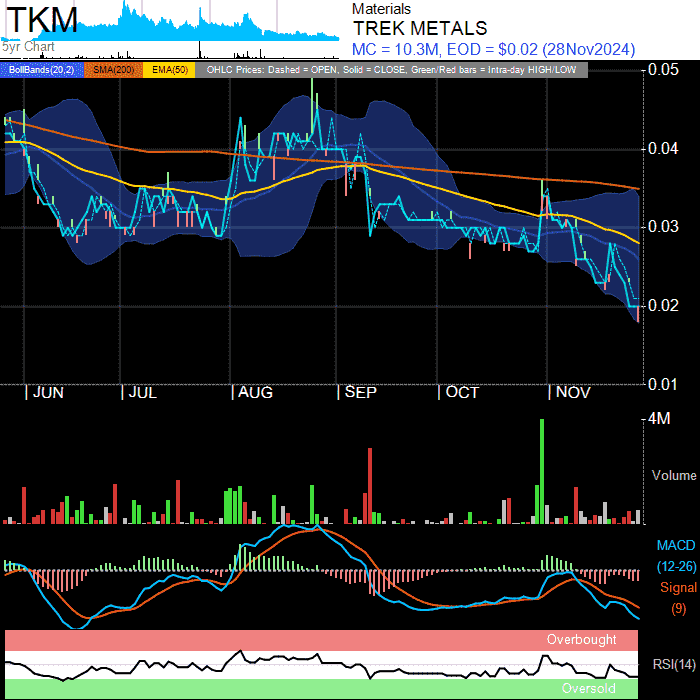 TKM
5yr Chart
Materials
TREK METALS
MC = 10.3M, EOD = $0.02 (28Nov2024)
BollBands(20,2) SMA(200) EMA(50) OHLC Prices: Dashed = OPEN, Solid = CLOSE, Green/Red bars = Intra-day HIGH/LOW
0.05
0.04
0.03
0.02
0.01
JUN JUL AUG SEP OCT NOV
4M
Volume
MACD
(12-26)
Signal
(9)
Overbought
RSI(14)
Oversold